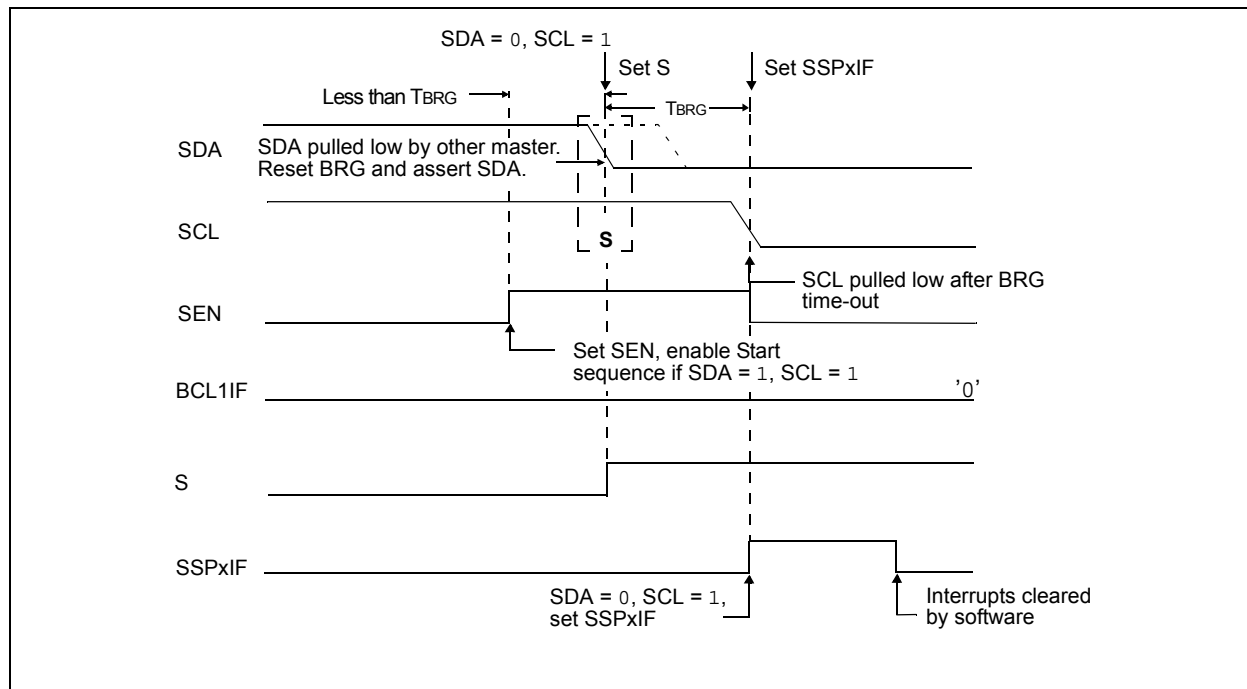 SDA = 0, SCL = 1
Set S
Set SSPxIF
Less than TBRG
TBRG
SDA
SDA pulled low by other master.
Reset BRG and assert SDA.
SCL
S
SCL pulled low after BRG
time-out
SEN
Set SEN, enable Start
sequence if SDA = 1, SCL = 1
BCL1IF
'0'
S
SSPxIF
SDA = 0, SCL = 1,
set SSPxIF
Interrupts cleared
by software